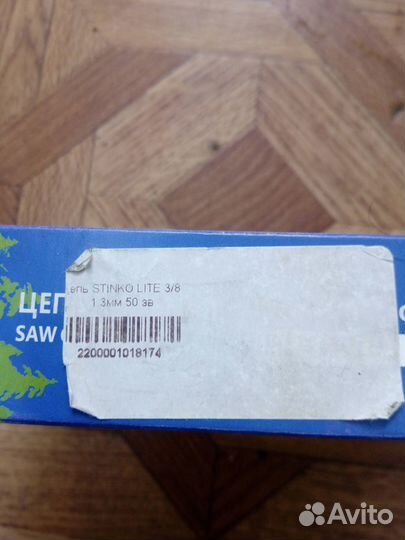 ЦЕП
SAW
епь STINKO LITE 3/8
1.3мм 50 зв
2200001018174
Avito